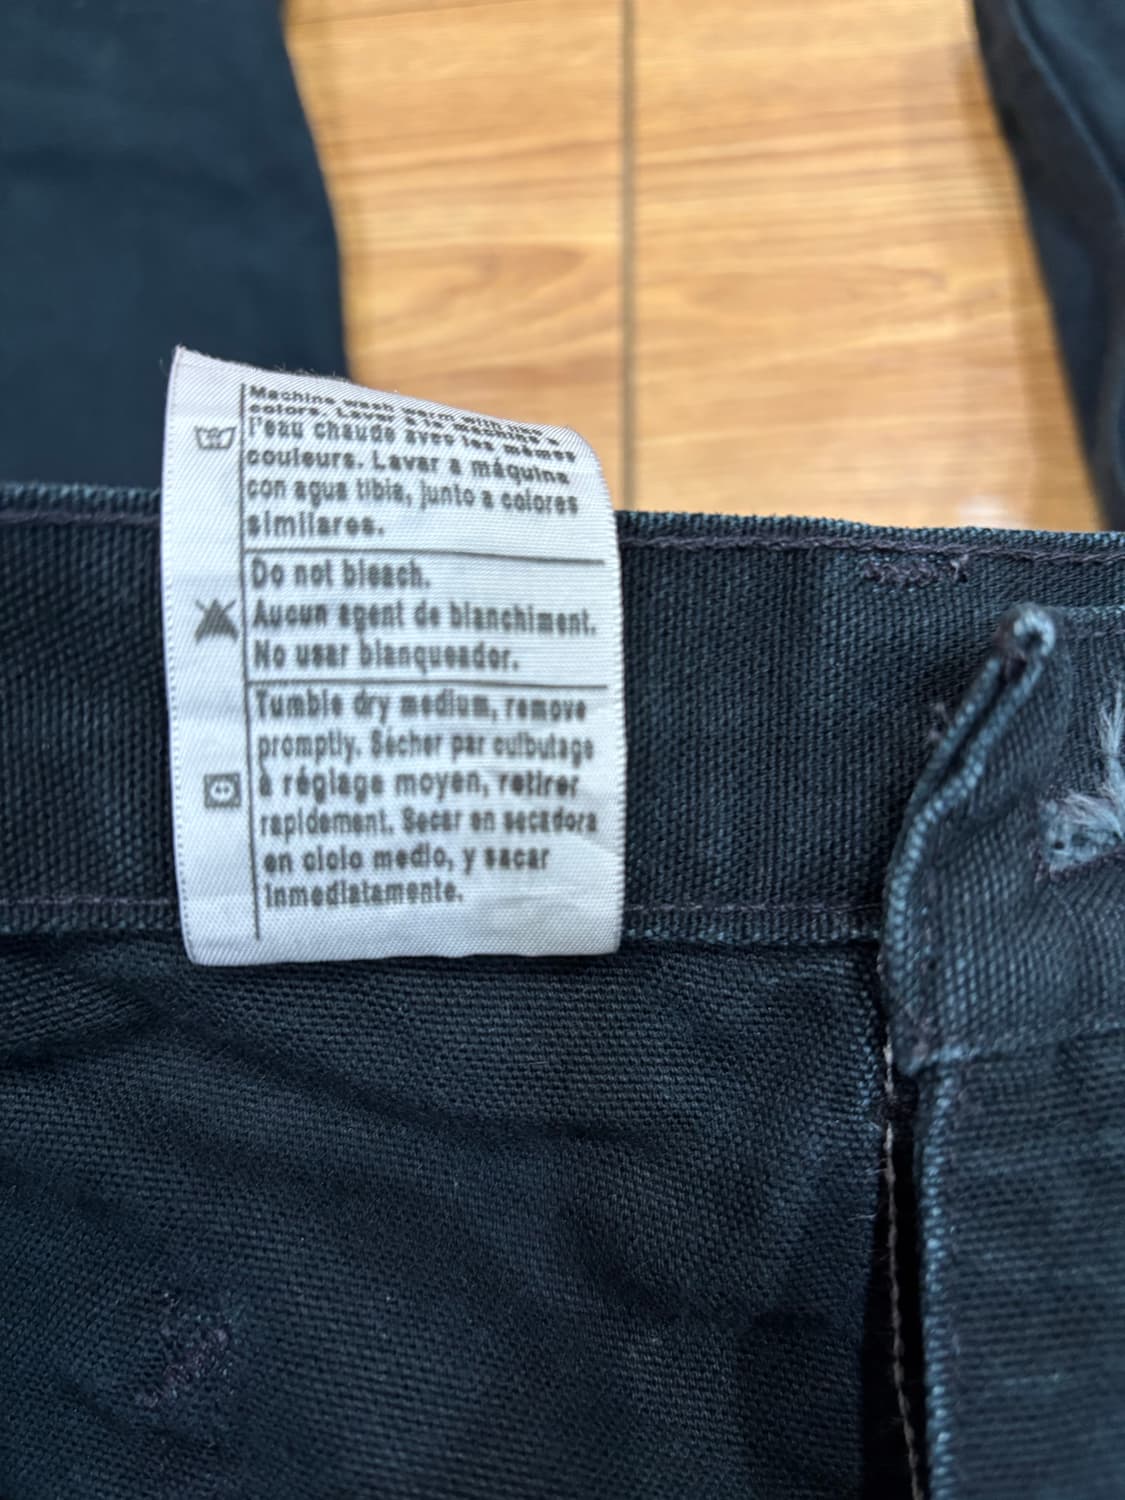 Machine wash warm with like
colors. Laver à la machine à
l'eau chaude avec les mêmes
couleurs. Lavar a máquina
con agua tibia, junto a colores
similares.
Do not bleach.
Aucun agent de blanchiment.
No usar blanqueador.
Tumble dry medium, remove
promptly. Sécher par culbutage
à réglage moyen, retirer
rapidement. Secar en secadora
en ciclo medio, y sacar
inmediatamente.